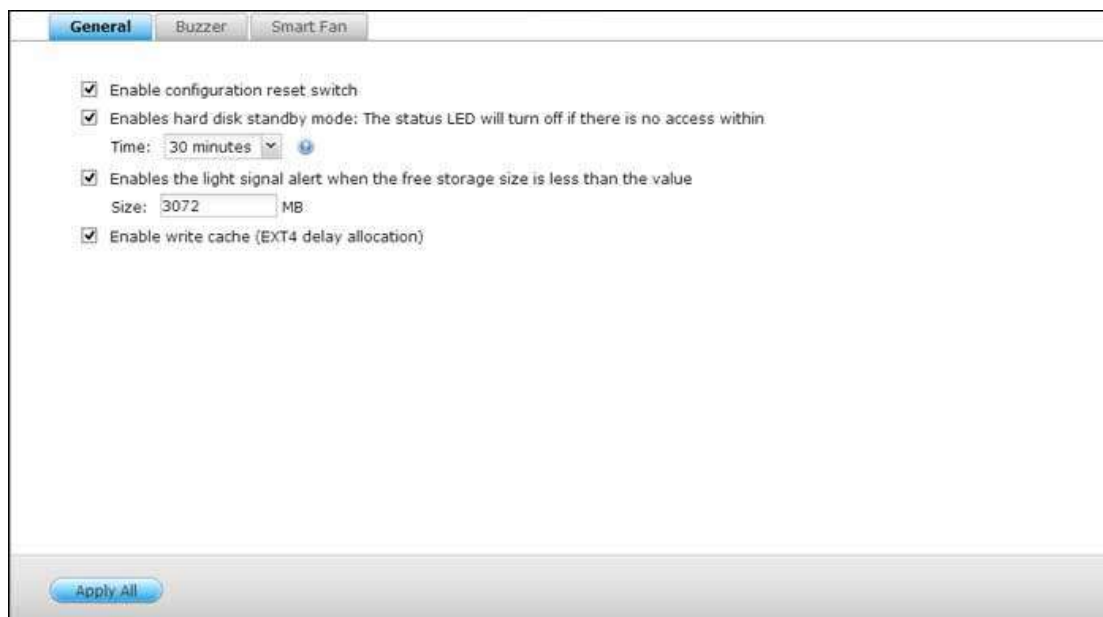 General Buzzer Smart Fan
Enable configuration reset switch
Enables hard disk standby mode: The status LED will turn off if there is no access within
Time: 30 minutes
Enables the light signal alert when the free storage size is less than the value
Size: 3072 MB
Enable write cache (EXT4 delay allocation)
Apply All